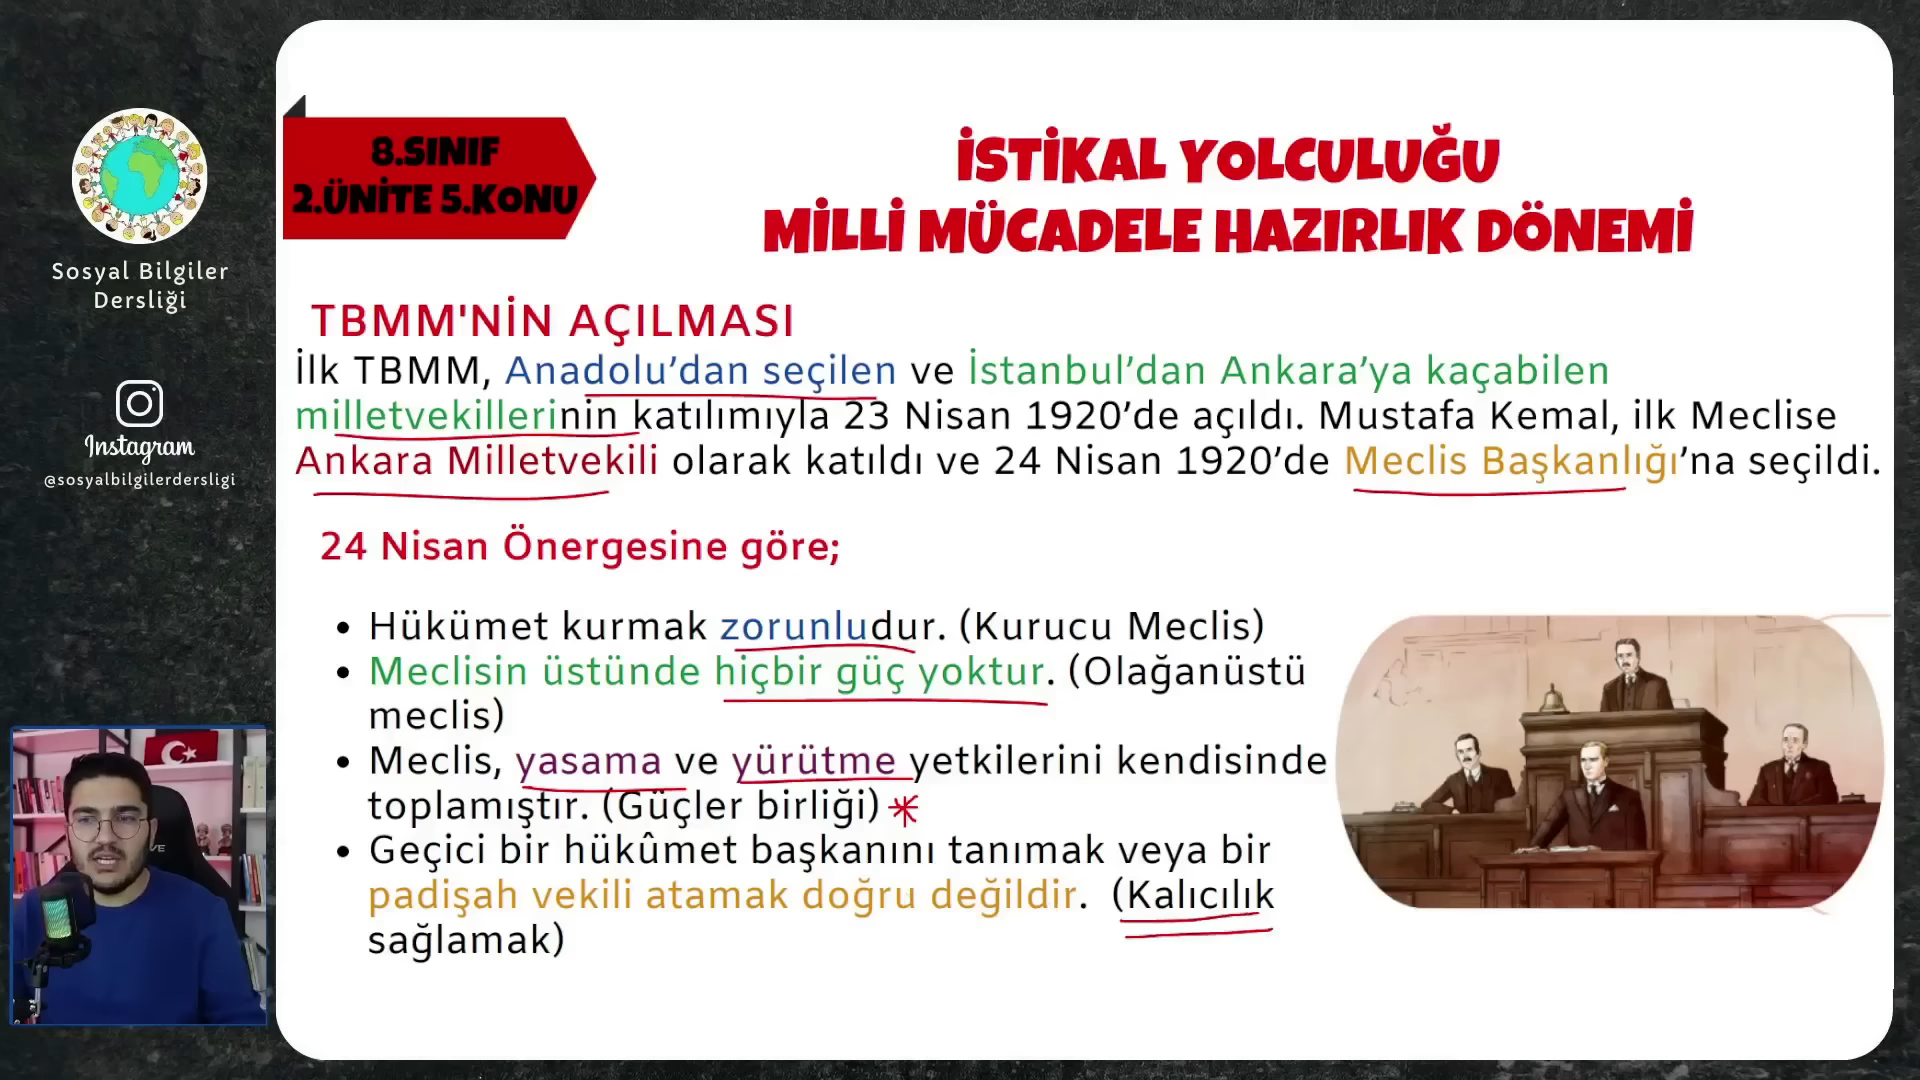 Sosyal Bilgiler
Dersliği
Instagram
@sosyalbilgilerdersligi
8.SINIF
2.ÜNİTE 5.KONU
İSTİKAL YOLCULUĞU
MİLLİ MÜCADELE HAZIRLIK DÖNEMİ
TBMM'NİN AÇILMASI
İlk TBMM, Anadolu’dan seçilen ve İstanbul’dan Ankara’ya kaçabilen
milletvekillerinin katılımıyla 23 Nisan 1920’de açıldı. Mustafa Kemal, ilk Meclise
Ankara Milletvekili olarak katıldı ve 24 Nisan 1920’de Meclis Başkanlığı’na seçildi.
24 Nisan Önergesine göre;
• Hükümet kurmak zorunludur. (Kurucu Meclis)
• Meclisin üstünde hiçbir güç yoktur. (Olağanüstü
meclis)
• Meclis, yasama ve yürütme yetkilerini kendisinde
toplamıştır. (Güçler birliği)
• Geçici bir hükûmet başkanını tanımak veya bir
padişah vekili atamak doğru değildir. (Kalıcılık
sağlamak)